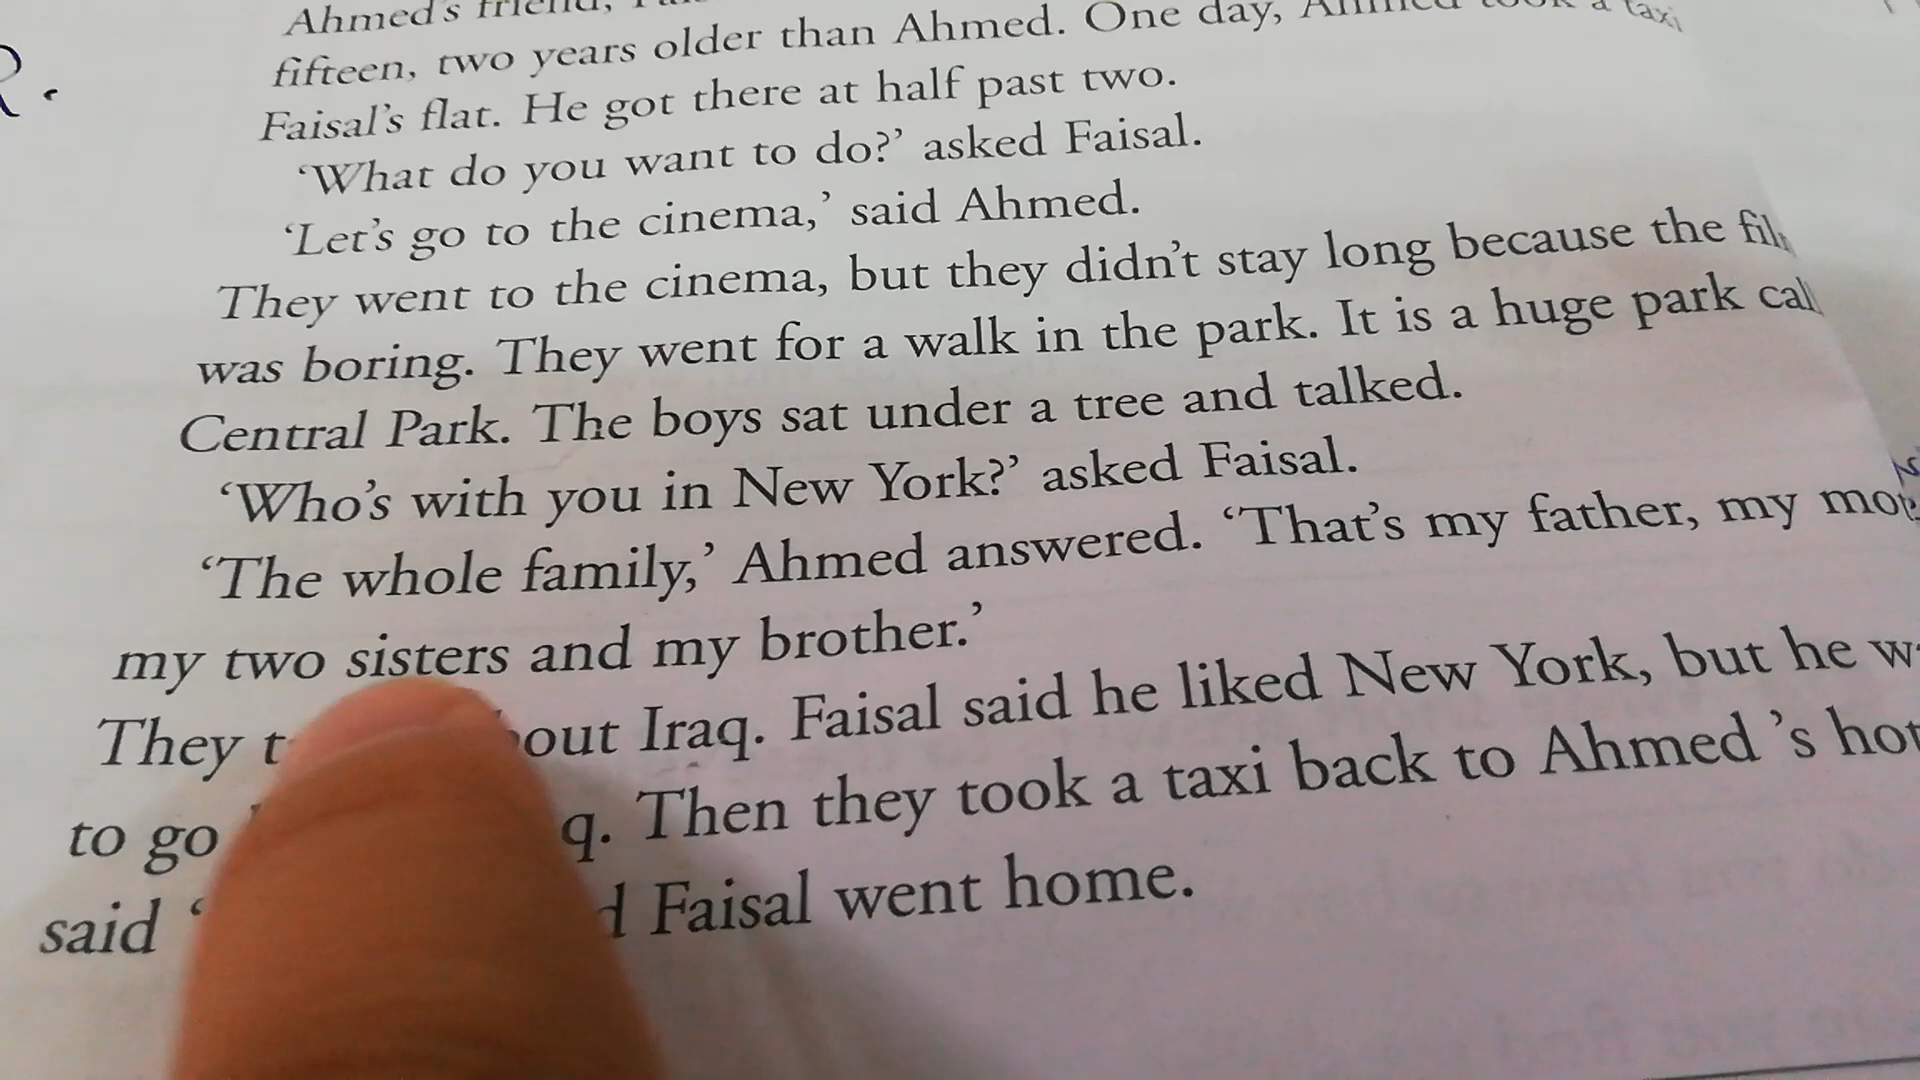 Ahmed's friend,
fifteen, two years older than Ahmed. One day, Ahmed took a taxi
Faisal's flat. He got there at half past two.
‘What do you want to do?’ asked Faisal.
‘Let's go to the cinema,’ said Ahmed.
They went to the cinema, but they didn't stay long because the
was boring. They went for a walk in the park. It is a huge park
Central Park. The boys sat under a tree and talked.
‘Who's with you in New York?’ asked Faisal.
‘The whole family,’ Ahmed answered. ‘That's my father, my
my two sisters and my brother.’
They out Iraq. Faisal said he liked New York, but he
to go q. Then they took a taxi back to Ahmed 's
said ‘ Faisal went home.